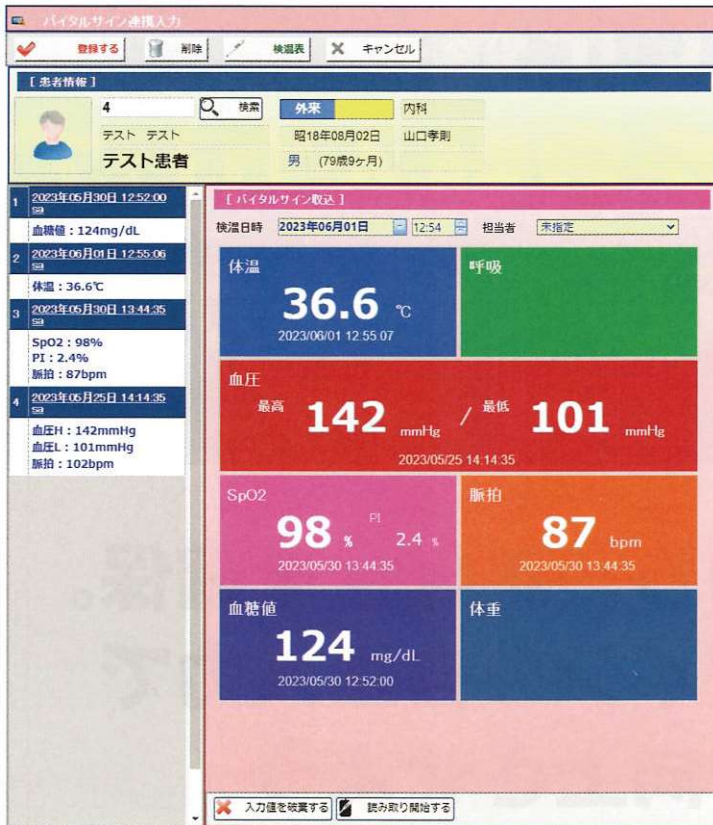 バイタルサイン連携入力
登録する 削除 検温表 キャンセル
[ 患者情報 ]
4 検索 外来 内科
テスト テスト 昭18年08月02日 山口孝則
テスト患者 男 (79歳9ヶ月)
1 2023年05月30日 12:52:00
血糖値:124mg/dL
2 2023年06月01日 12:55:06
体温:36.6℃
3 2023年05月30日 13:44:35
SpO2:98%
PI:2.4%
脈拍:87bpm
4 2023年05月25日 14:14:35
血圧H:142mmHg
血圧L:101mmHg
脈拍:102bpm
[ バイタルサイン取込 ]
検温日時 2023年06月01日 12:54 担当者 未指定
体温
36.6 ℃
2023/06/01 12:55:07
呼吸
血圧
最高 142 mmHg / 最低 101 mmHg
2023/05/25 14:14:35
SpO2
98 % PI 2.4 %
2023/05/30 13:44:35
脈拍
87 bpm
2023/05/30 13:44:35
血糖値
124 mg/dL
2023/05/30 12:52:00
体重
入力値を破棄する 読み取り開始する